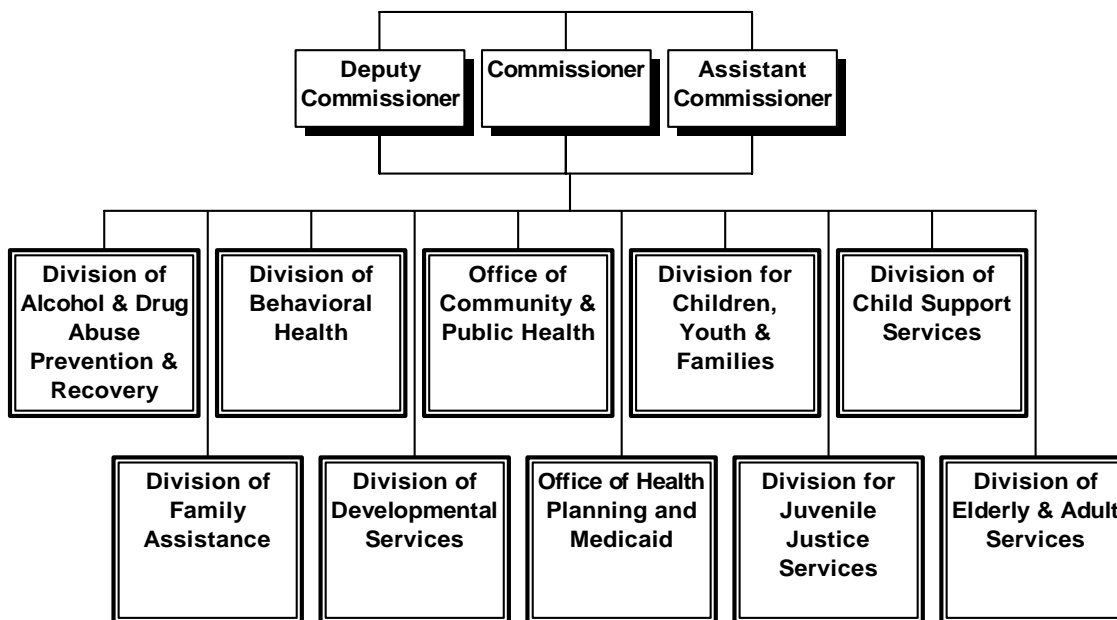 Deputy
Commissioner
Commissioner
Assistant
Commissioner
Division of
Alcohol & Drug
Abuse
Prevention &
Recovery
Division of
Behavioral
Health
Office of
Community &
Public Health
Division for
Children,
Youth &
Families
Division of
Child Support
Services
Division of
Family
Assistance
Division of
Developmental
Services
Office of Health
Planning and
Medicaid
Division for
Juvenile
Justice
Services
Division of
Elderly & Adult
Services